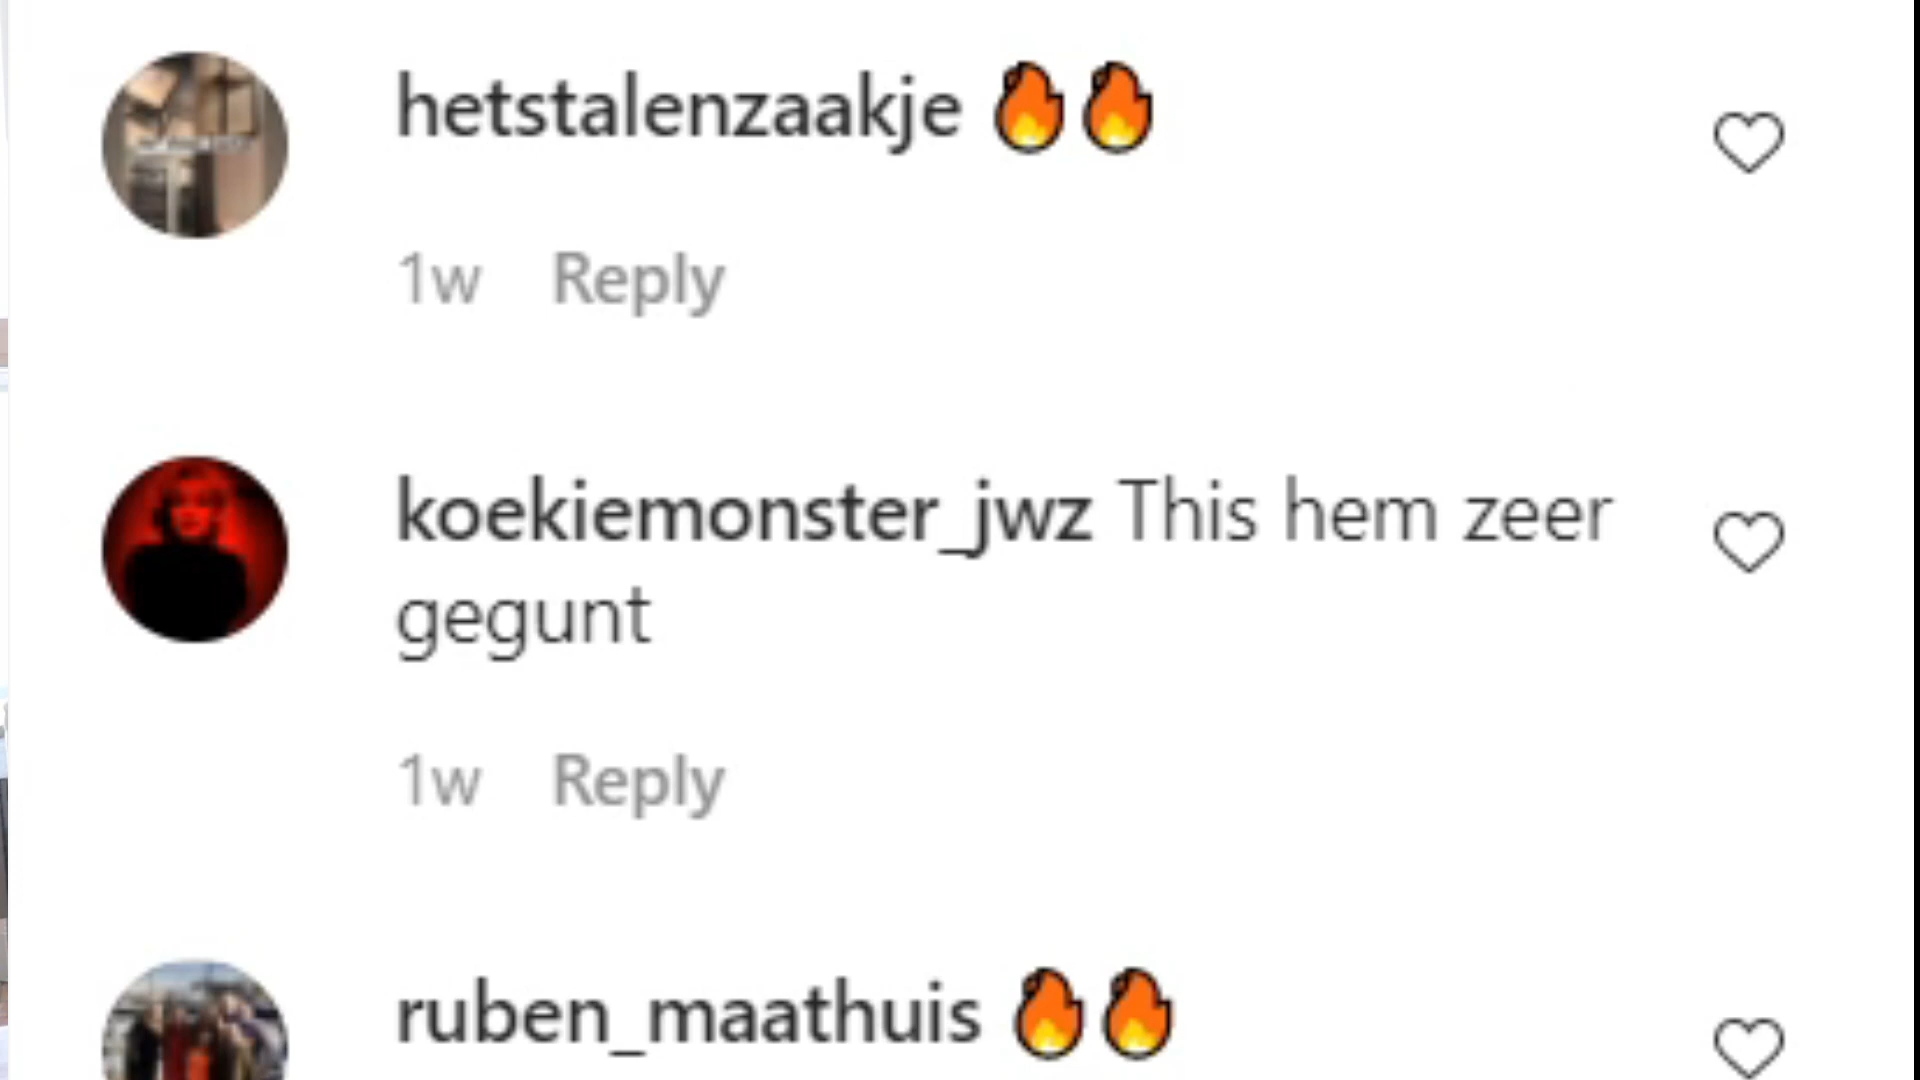 hetstalenzaakje 🔥🔥
1w Reply
koekiemonster_jwz This hem zeer
gegunt
1w Reply
ruben_maathuis 🔥🔥